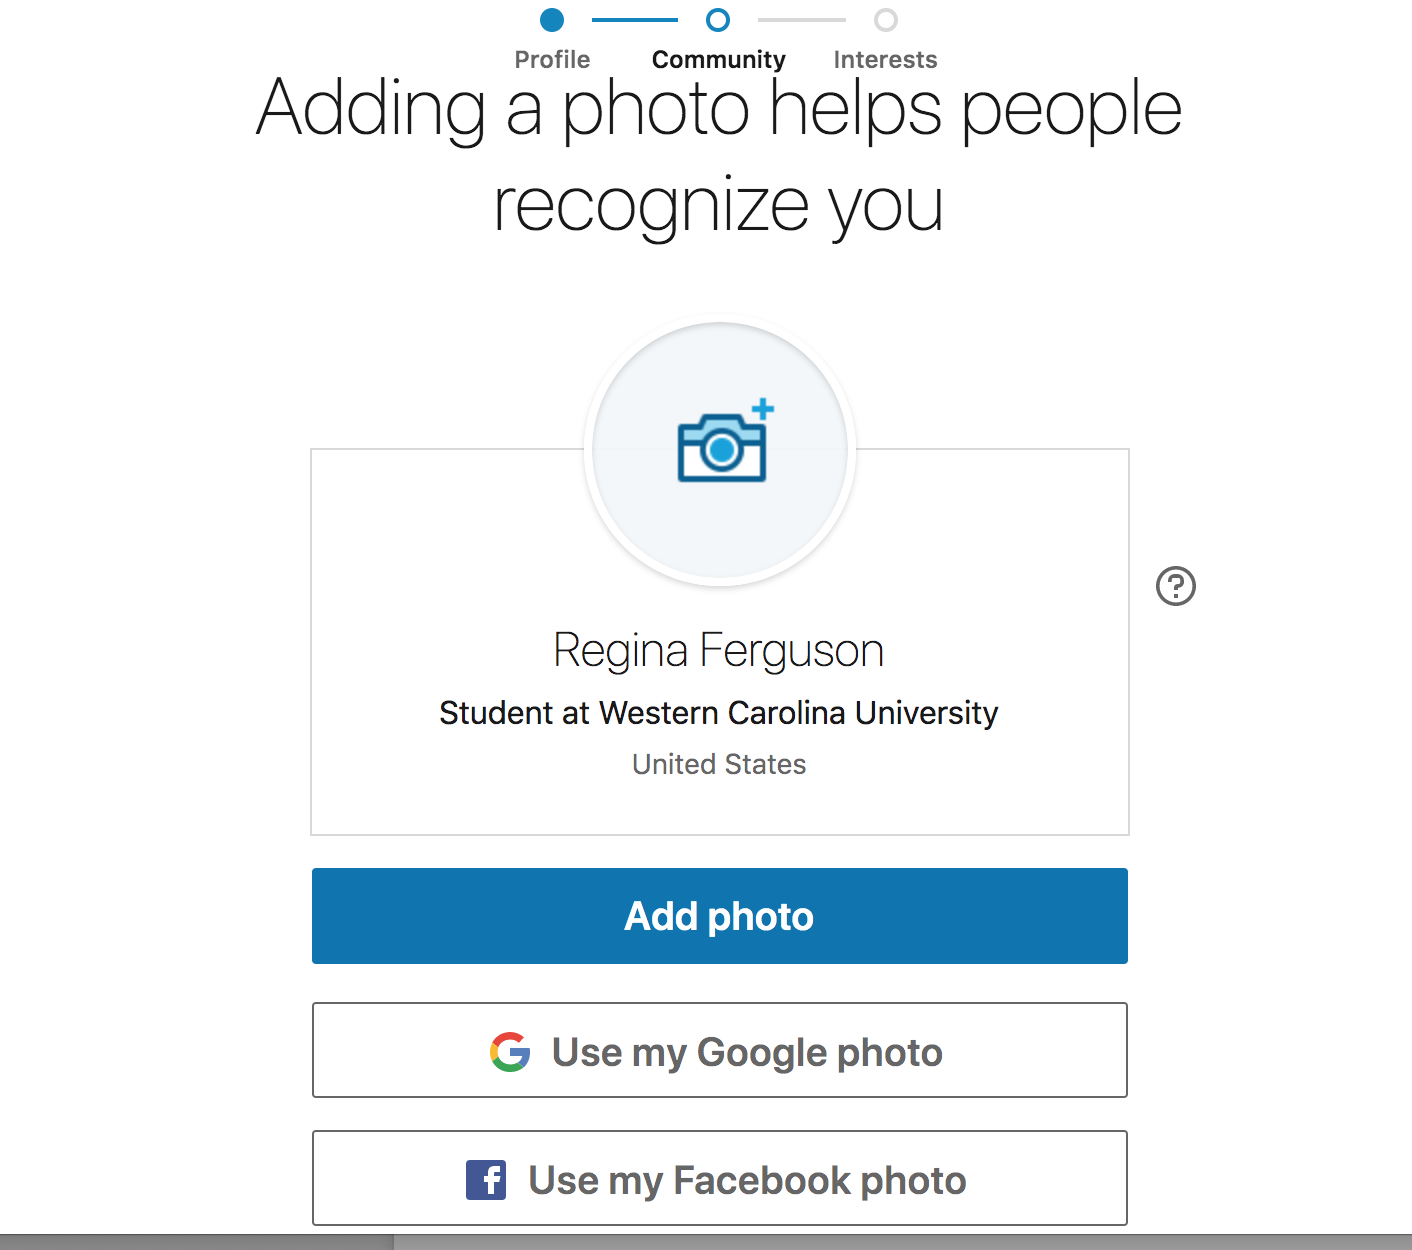 Profile Community Interests
Adding a photo helps people
recognize you
Regina Ferguson
Student at Western Carolina University
United States
Add photo
Use my Google photo
Use my Facebook photo